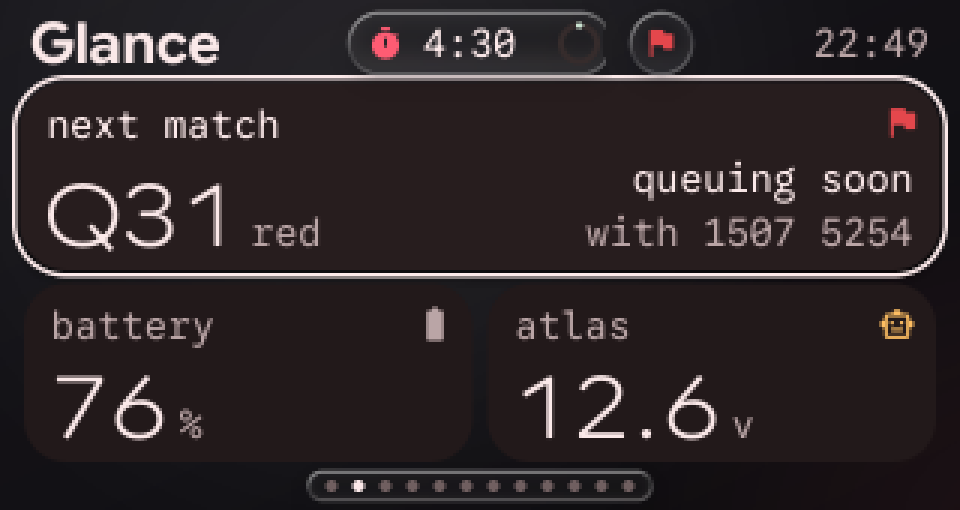 Glance
4:30
22:49
next match
queuing soon
Q31 red
with 1507 5254
battery
76 %
atlas
12.6 v